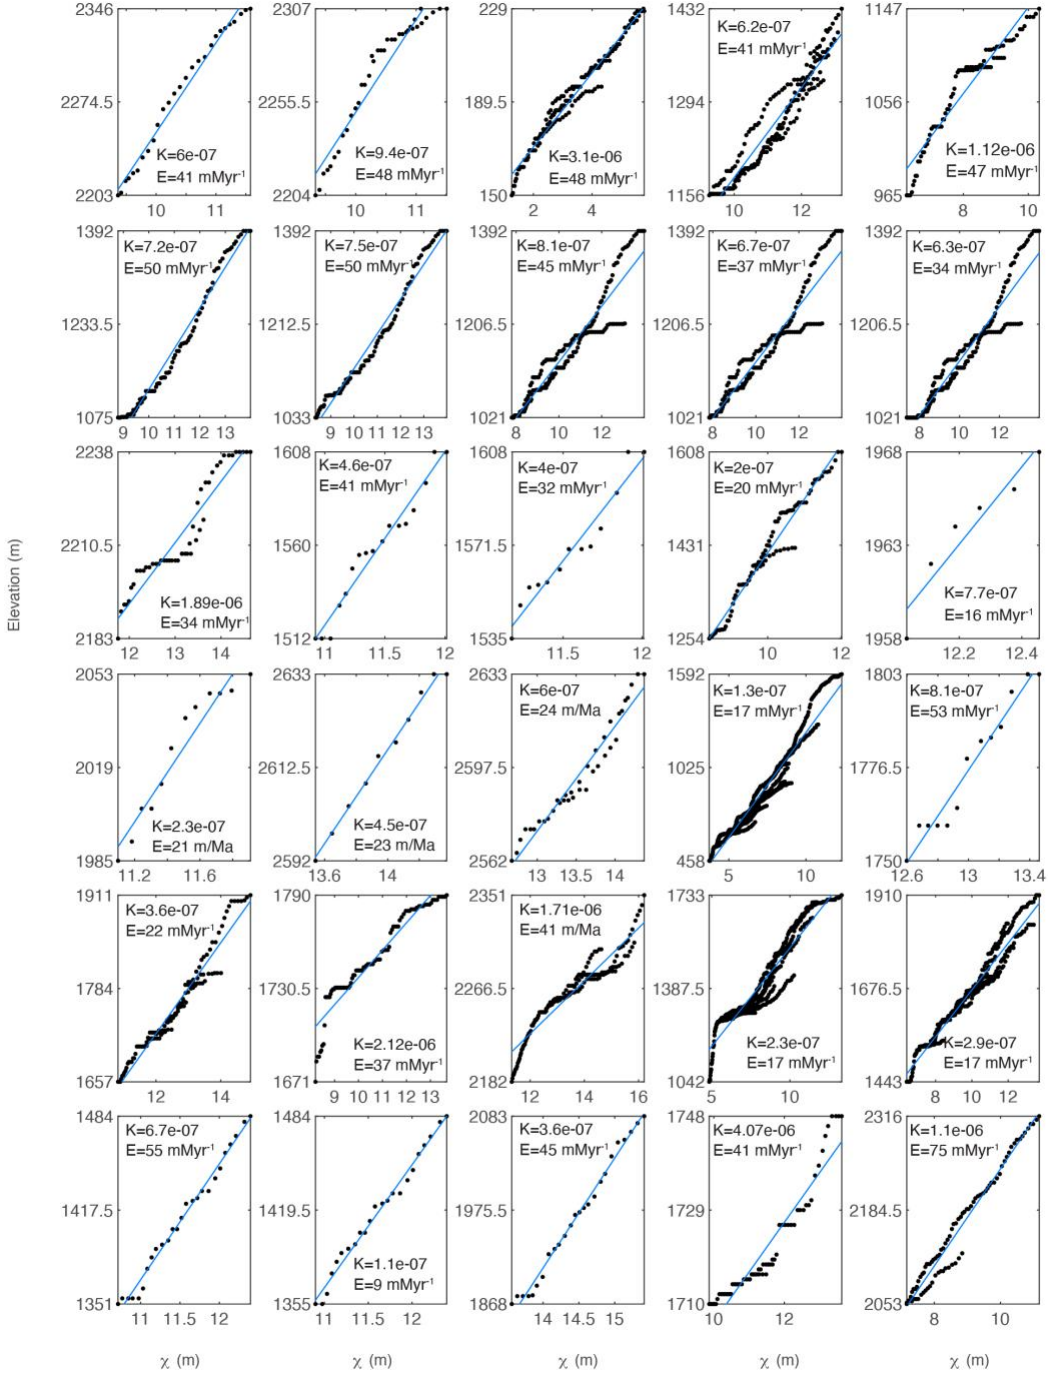 2346
2274.5
2203
10 11
K=6e-07
E=41 mMyr-1
2307
2255.5
2204
10 11
K=9.4e-07
E=48 mMyr-1
229
189.5
150
2 4
K=3.1e-06
E=48 mMyr-1
1432
1294
1156
10 12
K=6.2e-07
E=41 mMyr-1
1147
1056
965
8 10
K=1.12e-06
E=47 mMyr-1
1392
1233.5
1075
9 10 11 12 13
K=7.2e-07
E=50 mMyr-1
1392
1212.5
1033
9 10 11 12 13
K=7.5e-07
E=50 mMyr-1
1392
1206.5
1021
8 10 12
K=8.1e-07
E=45 mMyr-1
1392
1206.5
1021
8 10 12
K=6.7e-07
E=37 mMyr-1
1392
1206.5
1021
8 10 12
K=6.3e-07
E=34 mMyr-1
Elevation (m)
2238
2210.5
2183
12 13 14
K=1.89e-06
E=34 mMyr-1
1608
1560
1512
11 11.5 12
K=4.6e-07
E=41 mMyr-1
1608
1571.5
1535
11.5 12
K=4e-07
E=32 mMyr-1
1608
1431
1254
10 12
K=2e-07
E=20 mMyr-1
1968
1963
1958
12.2 12.4
K=7.7e-07
E=16 mMyr-1
2053
2019
1985
11.2 11.6
K=2.3e-07
E=21 m/Ma
2633
2612.5
2592
13.6 14
K=4.5e-07
E=23 m/Ma
2633
2597.5
2562
13 13.5 14
K=6e-07
E=24 m/Ma
1592
1025
458
5 10
K=1.3e-07
E=17 mMyr-1
1803
1776.5
1750
12.6 13 13.4
K=8.1e-07
E=53 mMyr-1
1911
1784
1657
12 14
K=3.6e-07
E=22 mMyr-1
1790
1730.5
1671
9 10 11 12 13
K=2.12e-06
E=37 mMyr-1
2351
2266.5
2182
12 14 16
K=1.71e-06
E=41 m/Ma
1733
1387.5
1042
5 10
K=2.3e-07
E=17 mMyr-1
1910
1676.5
1443
8 10 12
K=2.9e-07
E=17 mMyr-1
1484
1417.5
1351
11 11.5 12
K=6.7e-07
E=55 mMyr-1
1484
1419.5
1355
11 11.5 12
K=1.1e-07
E=9 mMyr-1
2083
1975.5
1868
14 14.5 15
K=3.6e-07
E=45 mMyr-1
1748
1729
1710
10 12
K=4.07e-06
E=41 mMyr-1
2316
2184.5
2053
8 10
K=1.1e-06
E=75 mMyr-1
χ (m) χ (m) χ (m) χ (m) χ (m)